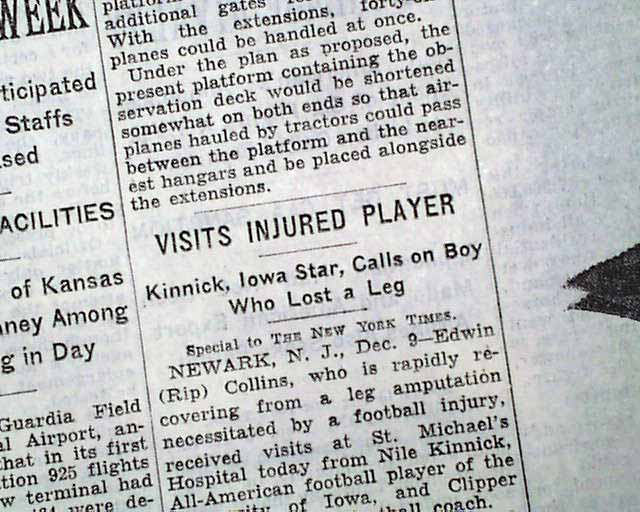 WEEK
ticipated
Staffs
sed
ACILITIES
of Kansas
ney Among
g in Day
Guardia Field
al Airport, an-
hat in its first
tion 925 flights
w terminal had
were de-
additional gates
With the extensions,
planes could be handled at once.
Under the plan as proposed, the
present platform containing the ob-
servation deck would be shortened
somewhat on both ends so that air-
planes hauled by tractors could pass
between the platform and the near-
est hangars and be placed alongside
the extensions.
VISITS INJURED PLAYER
Kinnick, Iowa Star, Calls on Boy
Who Lost a Leg
Special to THE NEW YORK TIMES.
NEWARK, N. J., Dec. 9—Edwin
(Rip) Collins, who is rapidly re-
covering from a leg amputation
necessitated by a football injury,
received visits at St. Michael's
Hospital today from Nile Kinnick,
All-American football player of the
of Iowa, and Clipper
coach.